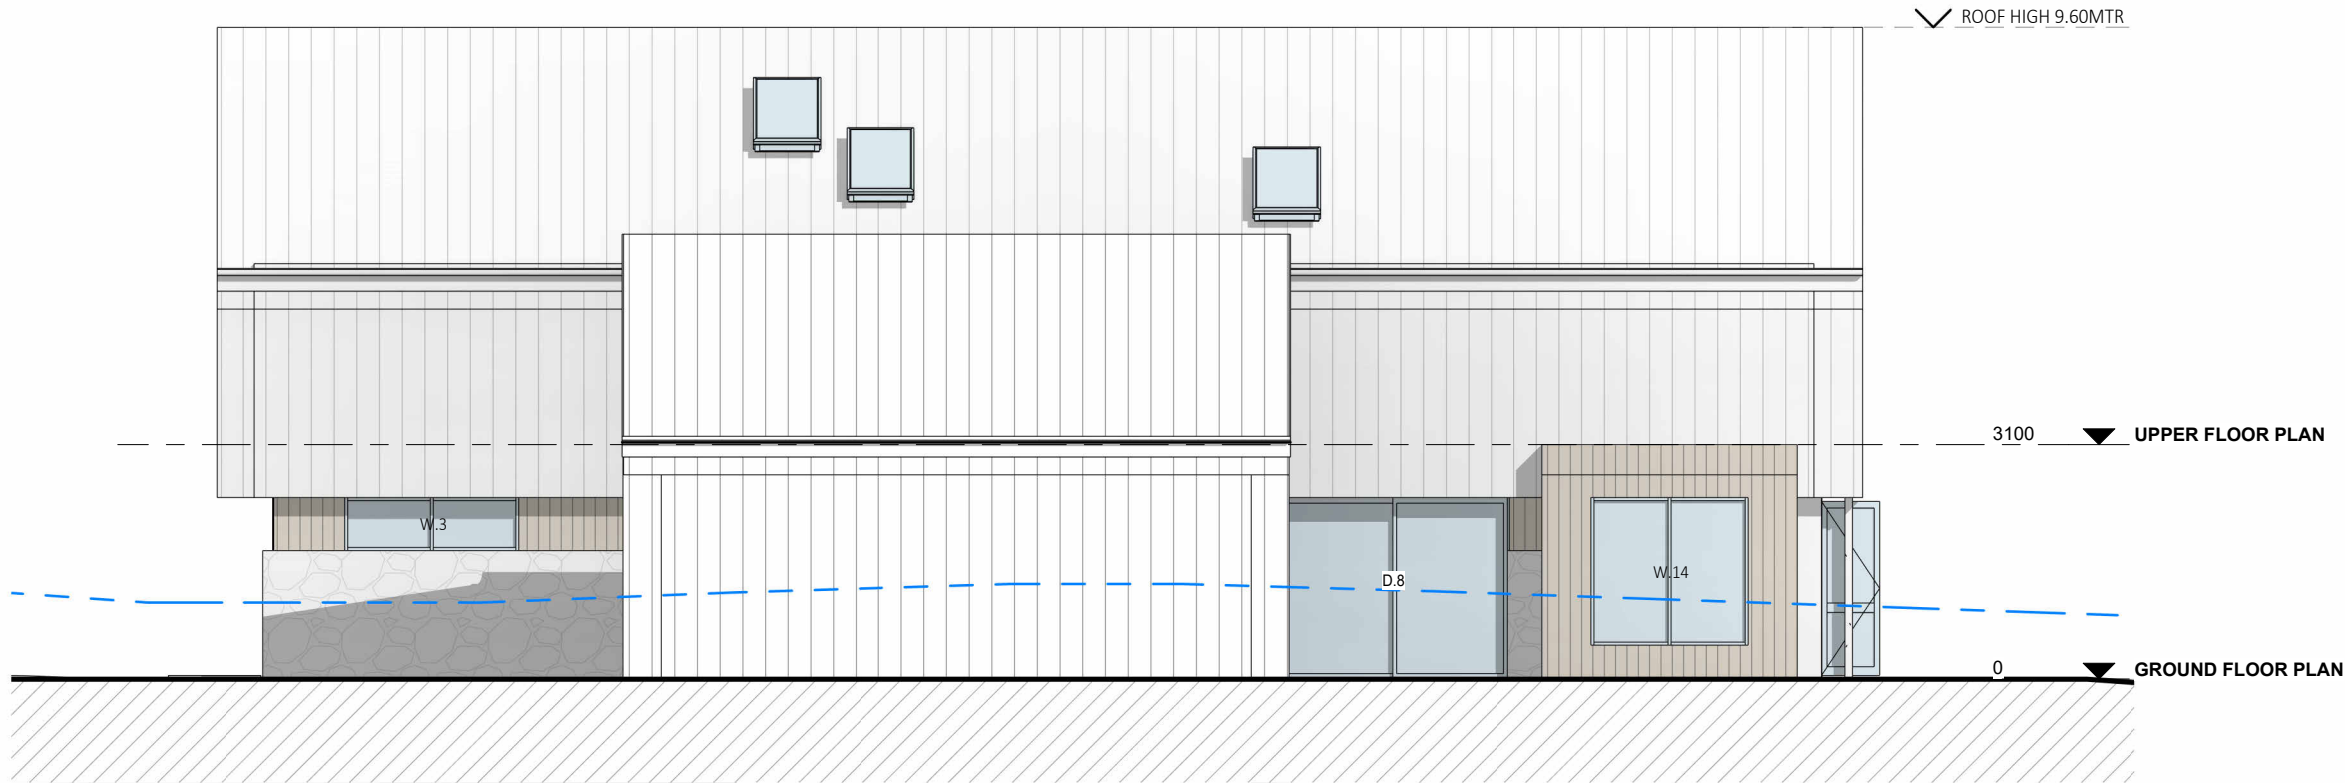 ROOF HIGH 9.60MTR
3100 UPPER FLOOR PLAN
W.3
W.14
D.8
0 GROUND FLOOR PLAN